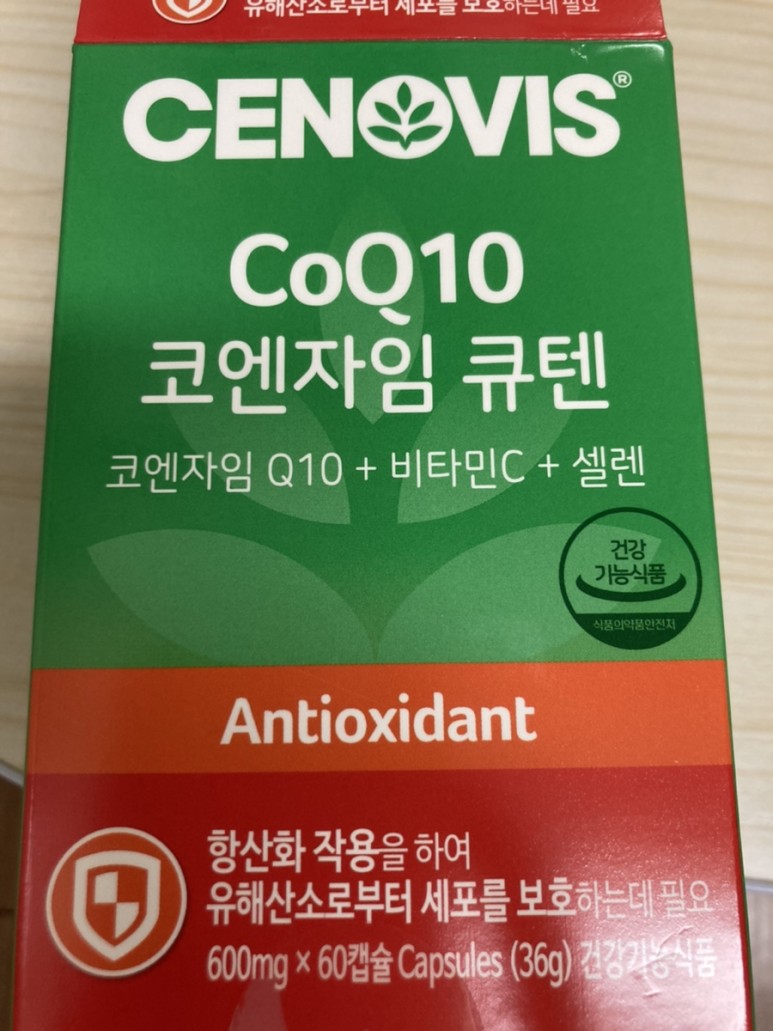 유해산소로부터 세포를 보호하는데 필요
CENOVIS®
CoQ10
코엔자임 큐텐
코엔자임 Q10 + 비타민C + 셀렌
건강
기능식품
식품의약품안전처
Antioxidant
항산화 작용을 하여
유해산소로부터 세포를 보호하는데 필요
600mg × 60캡슐 Capsules (36g) 건강기능식품